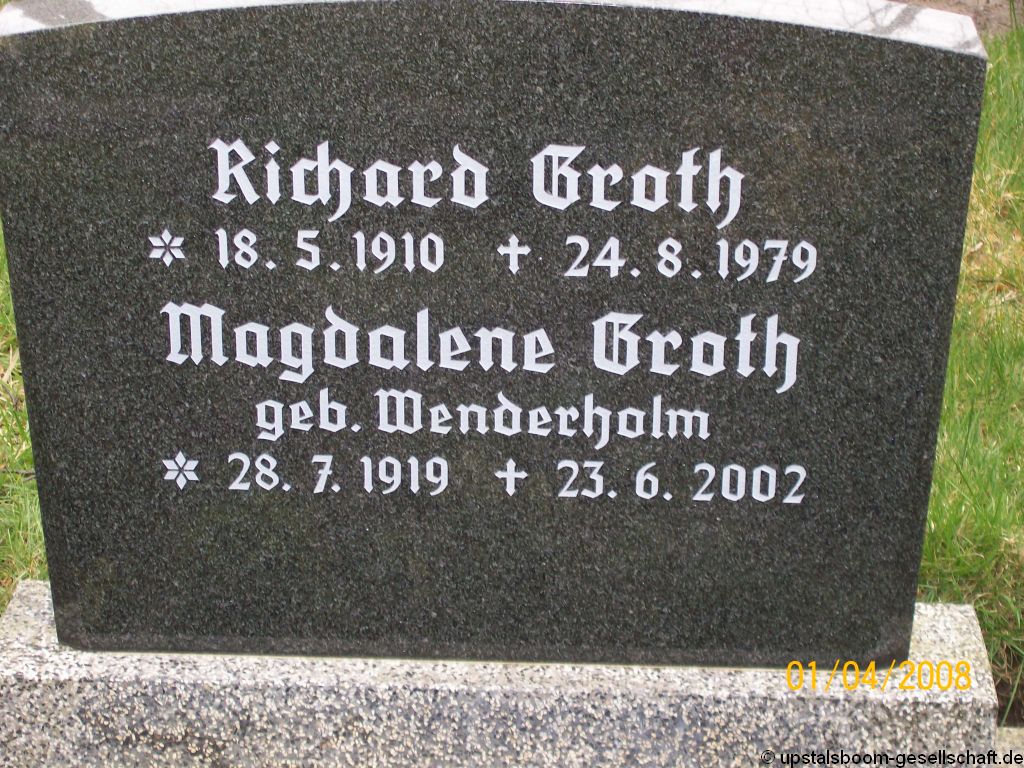 Richard Groth
* 18. 5. 1910 † 24. 8. 1979
Magdalene Groth
geb. Wenderholm
* 28. 7. 1919 † 23. 6. 2002
01/04/2008
© upstalsboom-gesellschaft.de